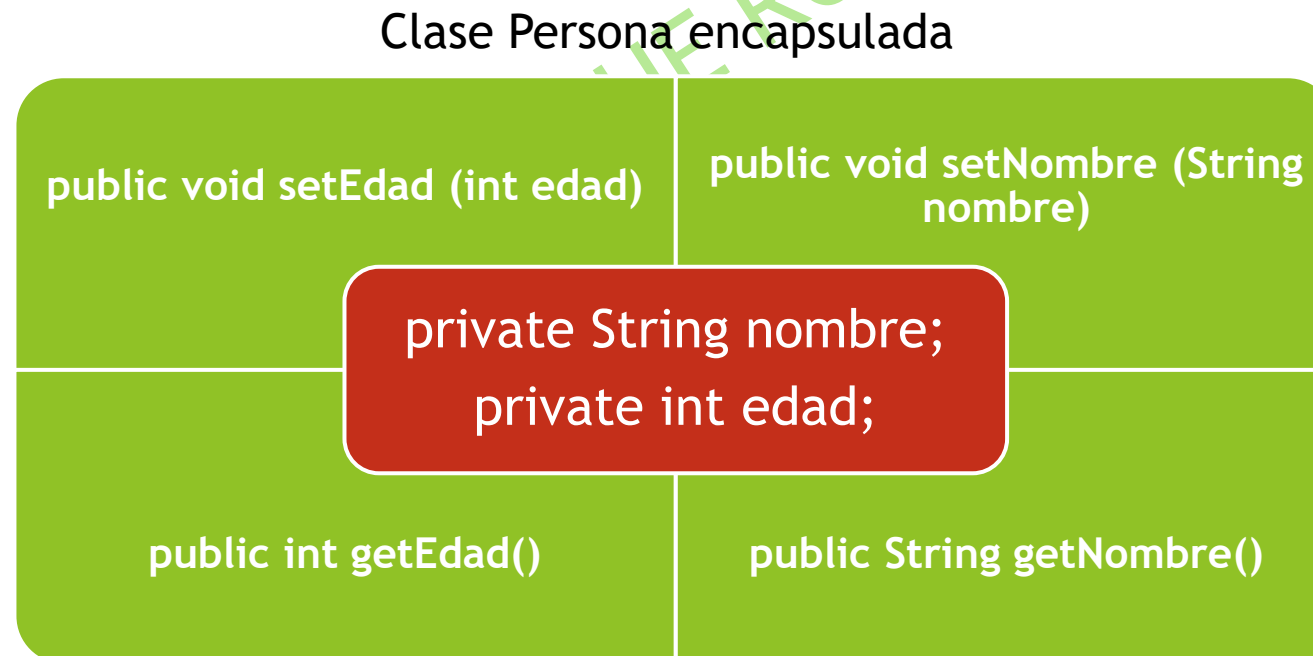 Clase Persona encapsulada
public void setEdad (int edad)
public void setNombre (String
nombre)
private String nombre;
private int edad;
public int getEdad()
public String getNombre()